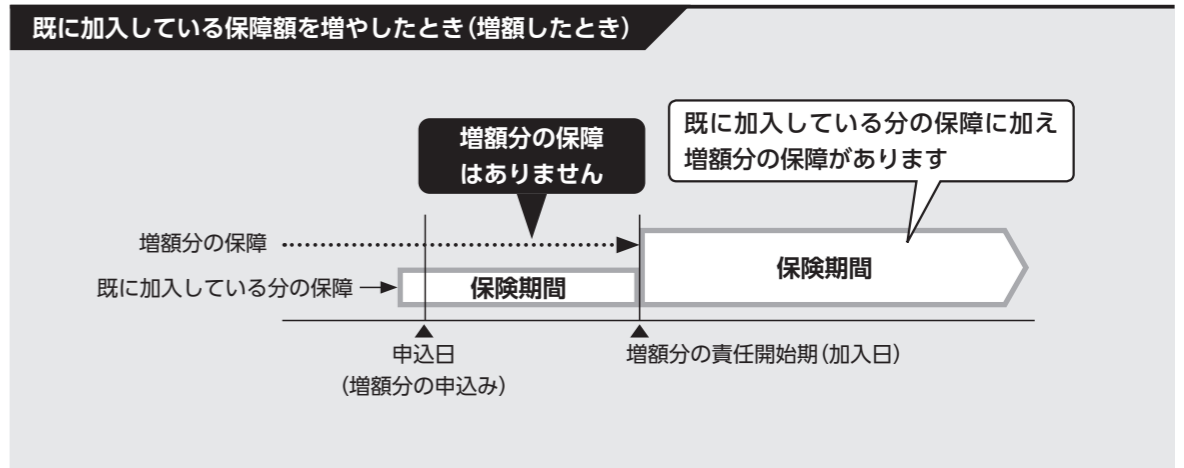 既に加入している保障額を増やしたとき（増額したとき）
増額分の保障
はありません
既に加入している分の保障に加え
増額分の保障があります
増額分の保障
保険期間
既に加入している分の保障
保険期間
申込日
（増額分の申込み）
増額分の責任開始期（加入日）